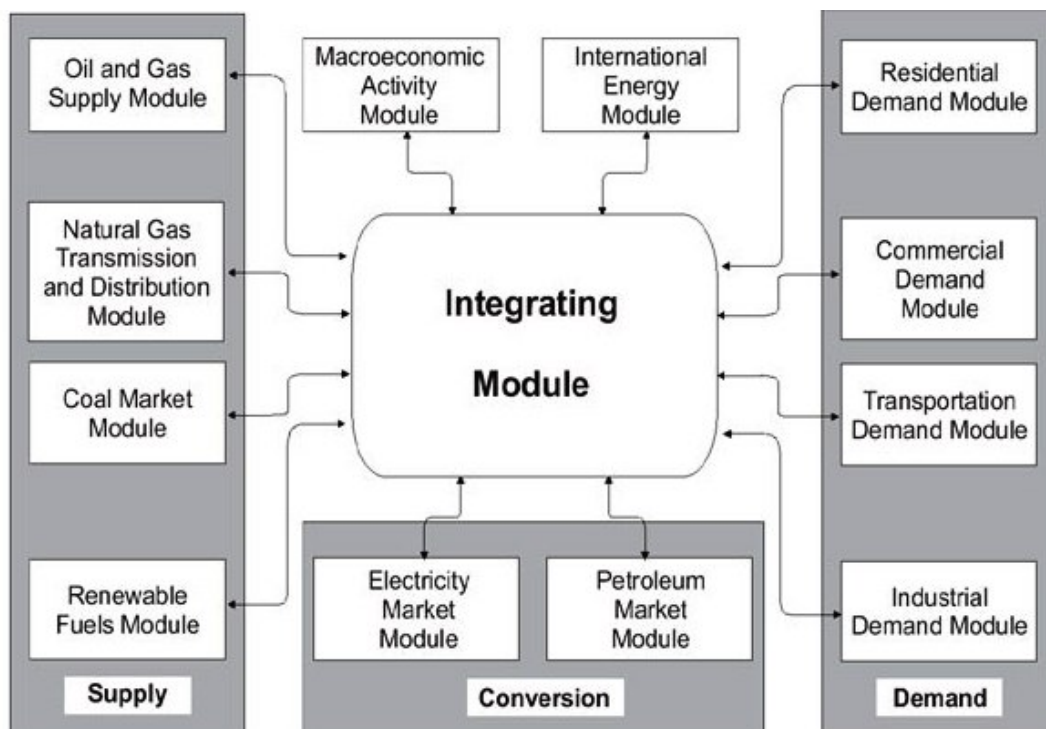 Oil and Gas
Supply Module
Natural Gas
Transmission
and Distribution
Module
Coal Market
Module
Renewable
Fuels Module
Supply
Macroeconomic
Activity
Module
International
Energy
Module
Integrating
Module
Electricity
Market
Module
Petroleum
Market
Module
Conversion
Residential
Demand Module
Commercial
Demand
Module
Transportation
Demand Module
Industrial
Demand Module
Demand